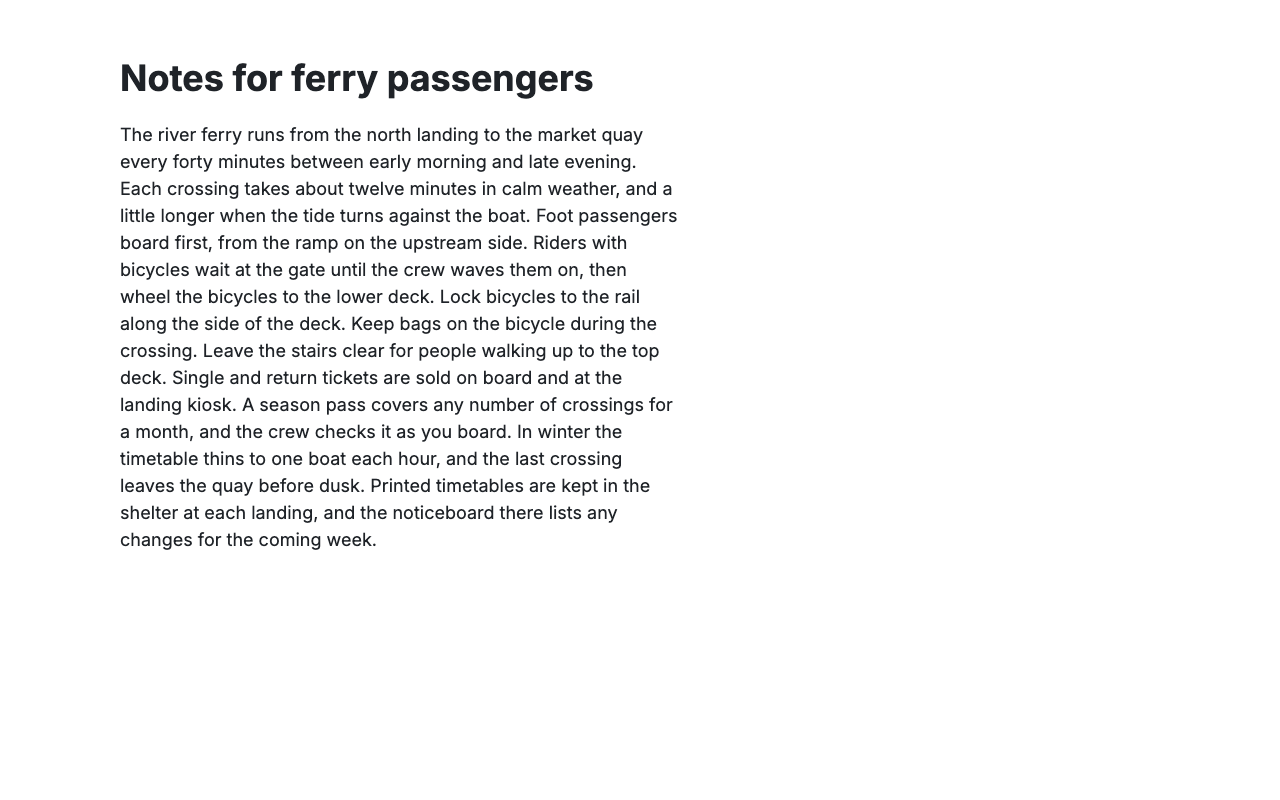 Notes for ferry passengers
The river ferry runs from the north landing to the market quay
every forty minutes between early morning and late evening.
Each crossing takes about twelve minutes in calm weather, and a
little longer when the tide turns against the boat. Foot passengers
board first, from the ramp on the upstream side. Riders with
bicycles wait at the gate until the crew waves them on, then
wheel the bicycles to the lower deck. Lock bicycles to the rail
along the side of the deck. Keep bags on the bicycle during the
crossing. Leave the stairs clear for people walking up to the top
deck. Single and return tickets are sold on board and at the
landing kiosk. A season pass covers any number of crossings for
a month, and the crew checks it as you board. In winter the
timetable thins to one boat each hour, and the last crossing
leaves the quay before dusk. Printed timetables are kept in the
shelter at each landing, and the noticeboard there lists any
changes for the coming week.